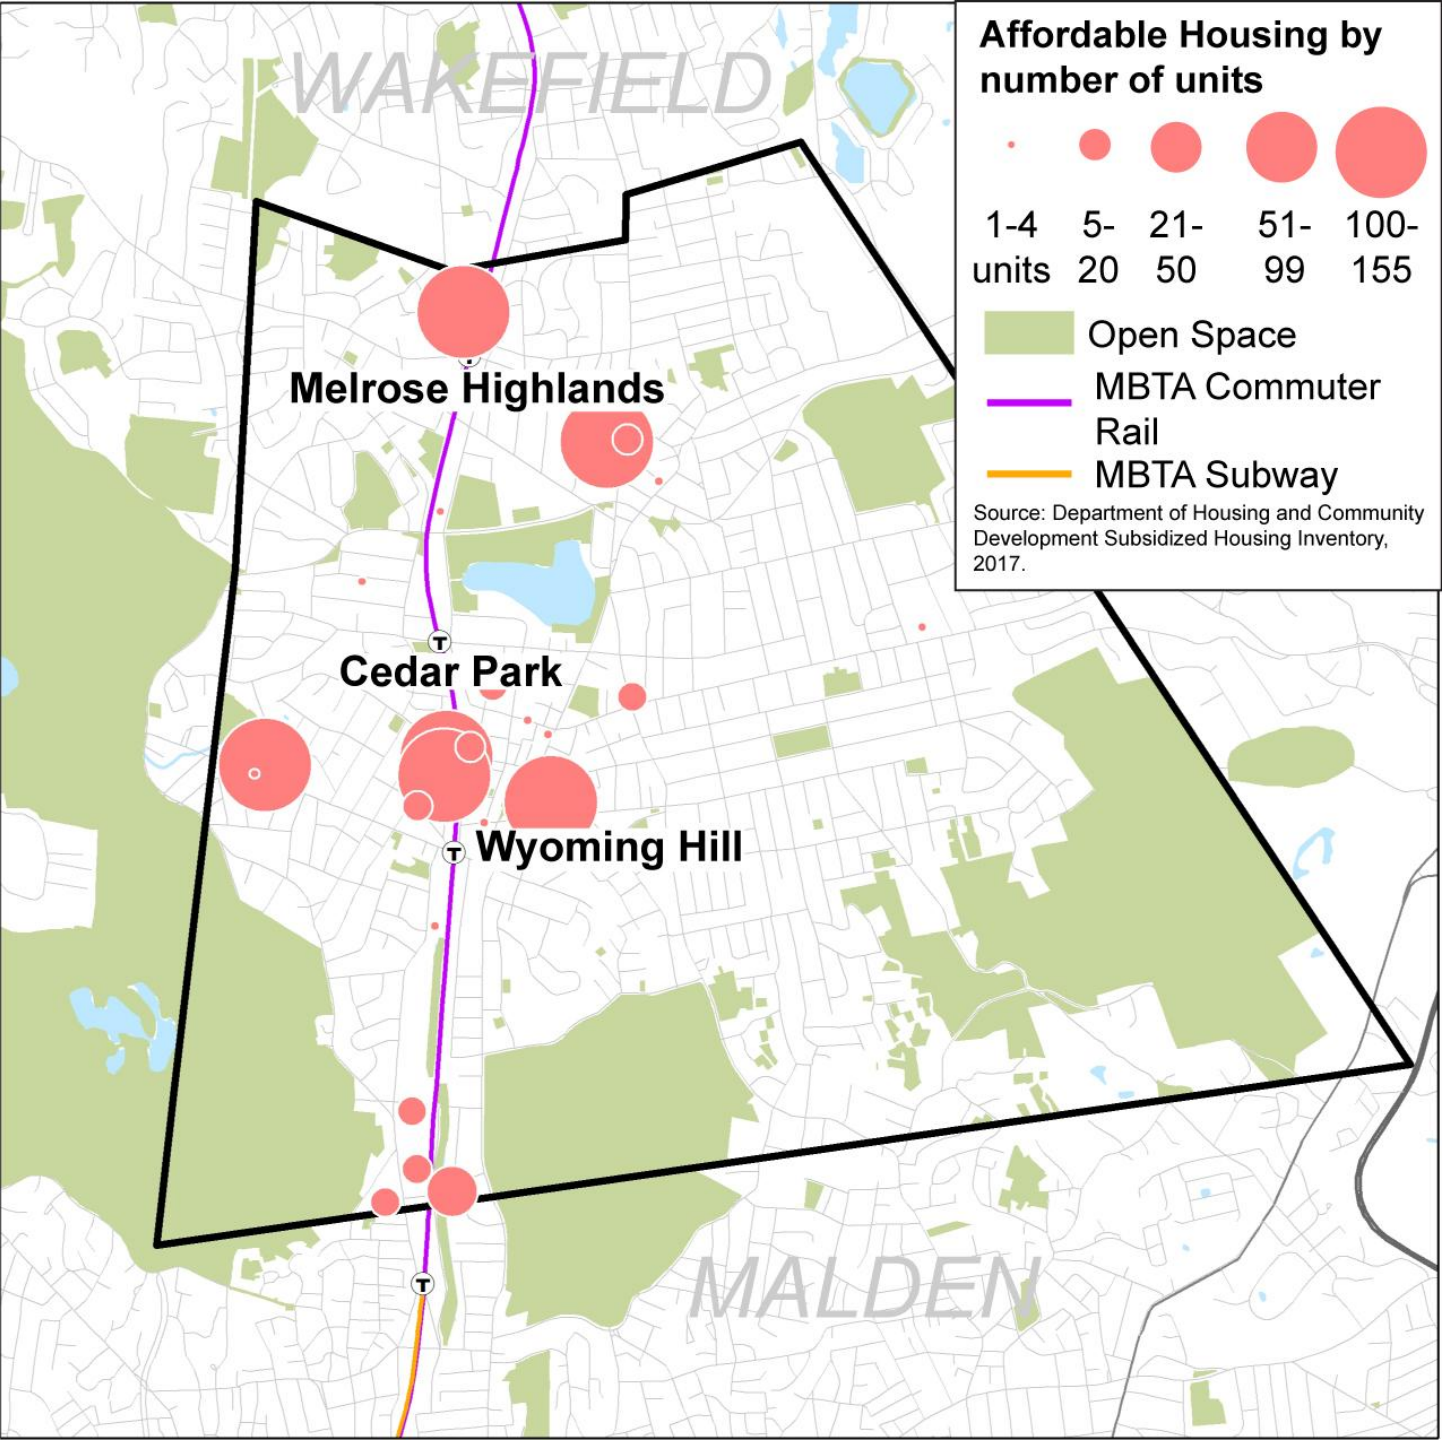 WAKEFIELD
Affordable Housing by
number of units
1-4 5- 21- 51- 100-
units 20 50 99 155
Open Space
MBTA Commuter
Rail
MBTA Subway
Source: Department of Housing and Community
Development Subsidized Housing Inventory,
2017.
Melrose Highlands
T
Cedar Park
T Wyoming Hill
MALDEN
T